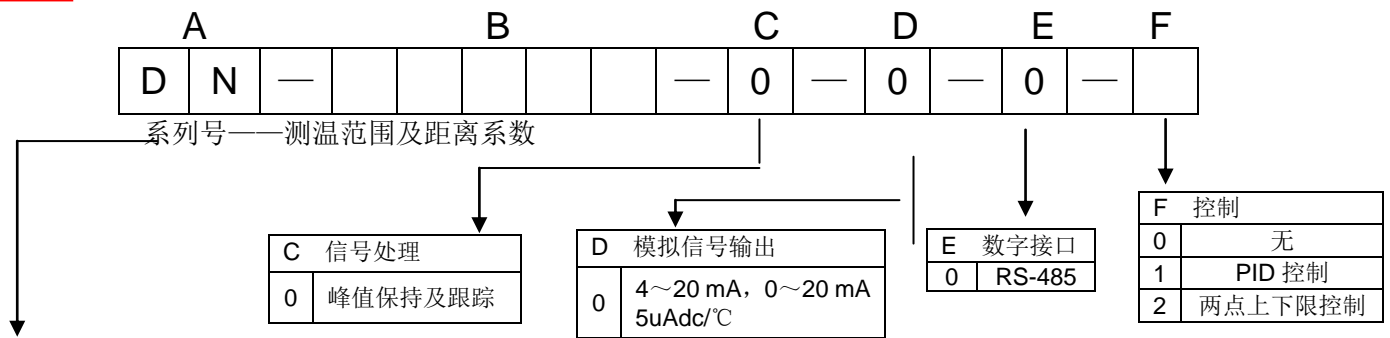 A B C D E F
D N — — 0 — 0 — 0 —
系列号——测温范围及距离系数
C 信号处理
0 峰值保持及跟踪
D 模拟信号输出
0 4～20 mA，0～20 mA
5uAdc/℃
E 数字接口
0 RS-485
F 控制
0 无
1 PID 控制
2 两点上下限控制